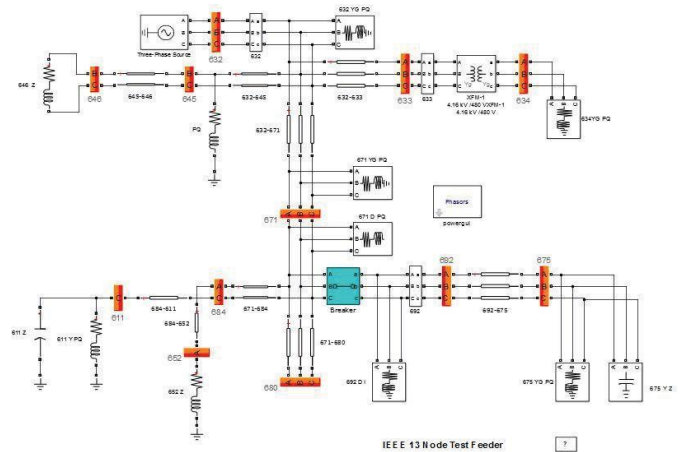 632 YG PQ
Three-Phase Source
632
632
646 Z
646
645-646
645
632-645
632-633
633
633
XFM-1
4.16 kV /480 VXFM-1
4.16 kV /480 V
634
634YG PQ
PQ
632-671
671 YG PQ
671
Phasors
powergui
671 D PQ
692
675
611
684-611
684
671-684
Breaker
692
692-675
611 Z
611 Y PQ
684-652
652
671-680
652 Z
680
692 D I
675 YG PQ
675 Y Z
IEEE 13 Node Test Feeder
?